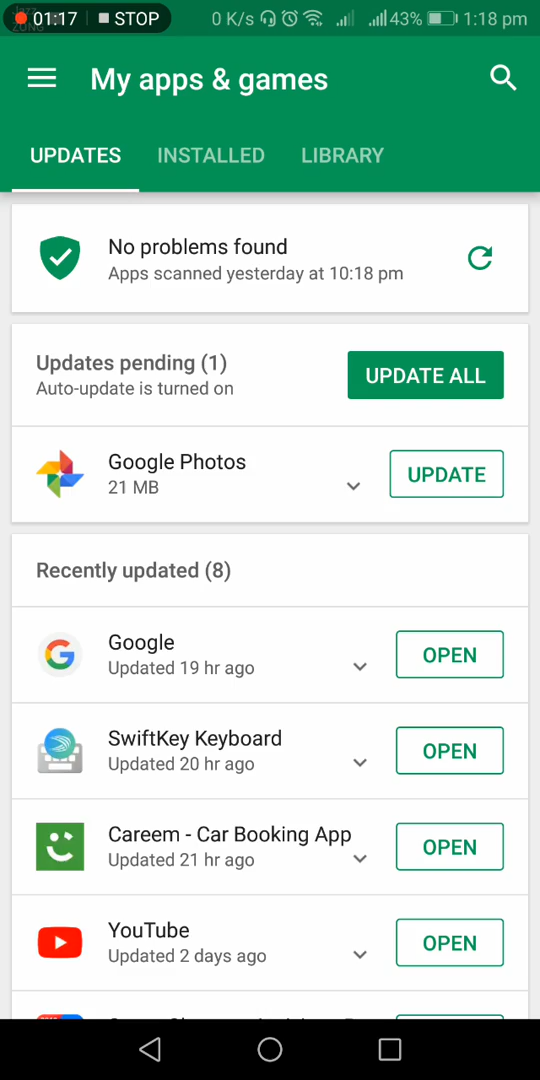 01:17 STOP 0 K/s 43% 1:18 pm
My apps & games
UPDATES INSTALLED LIBRARY
No problems found
Apps scanned yesterday at 10:18 pm
Updates pending (1)
Auto-update is turned on
UPDATE ALL
Google Photos
21 MB
UPDATE
Recently updated (8)
Google
Updated 19 hr ago
OPEN
SwiftKey Keyboard
Updated 20 hr ago
OPEN
Careem - Car Booking App
Updated 21 hr ago
OPEN
YouTube
Updated 2 days ago
OPEN